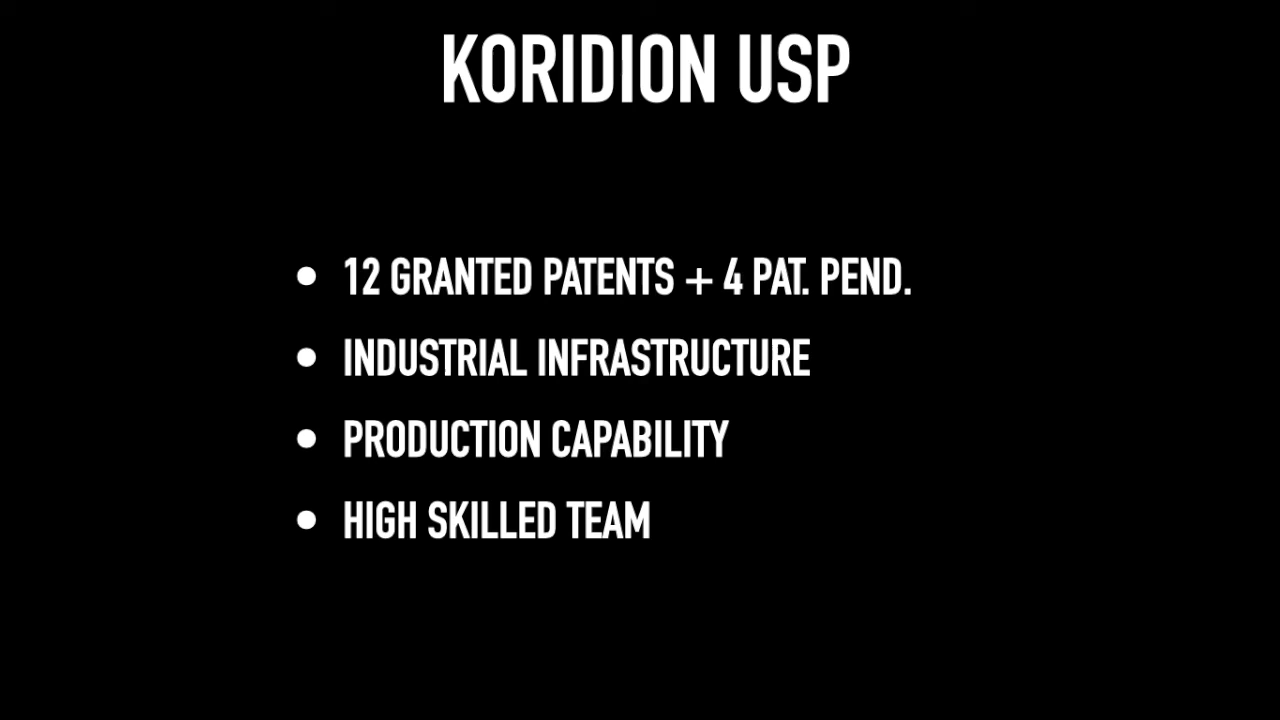 KORIDION USP
• 12 GRANTED PATENTS + 4 PAT. PEND.
• INDUSTRIAL INFRASTRUCTURE
• PRODUCTION CAPABILITY
• HIGH SKILLED TEAM